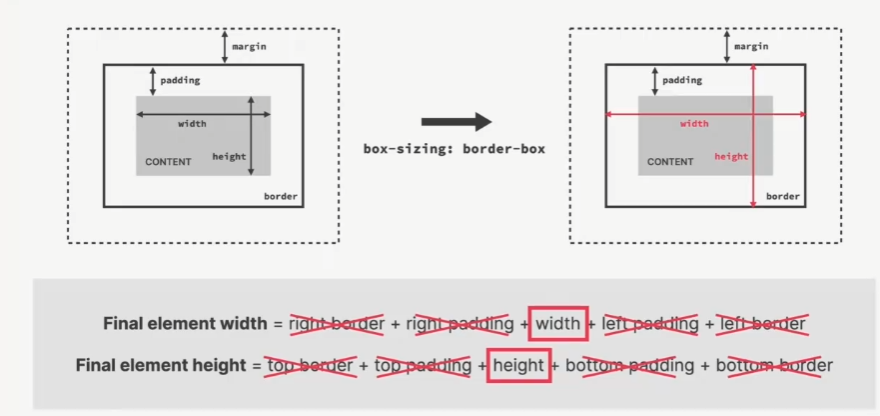 margin
padding
width
height
CONTENT
border
box-sizing: border-box
margin
padding
width
height
CONTENT
border
Final element width = right border + right padding + width + left padding + left border
Final element height = top border + top padding + height + bottom padding + bottom border